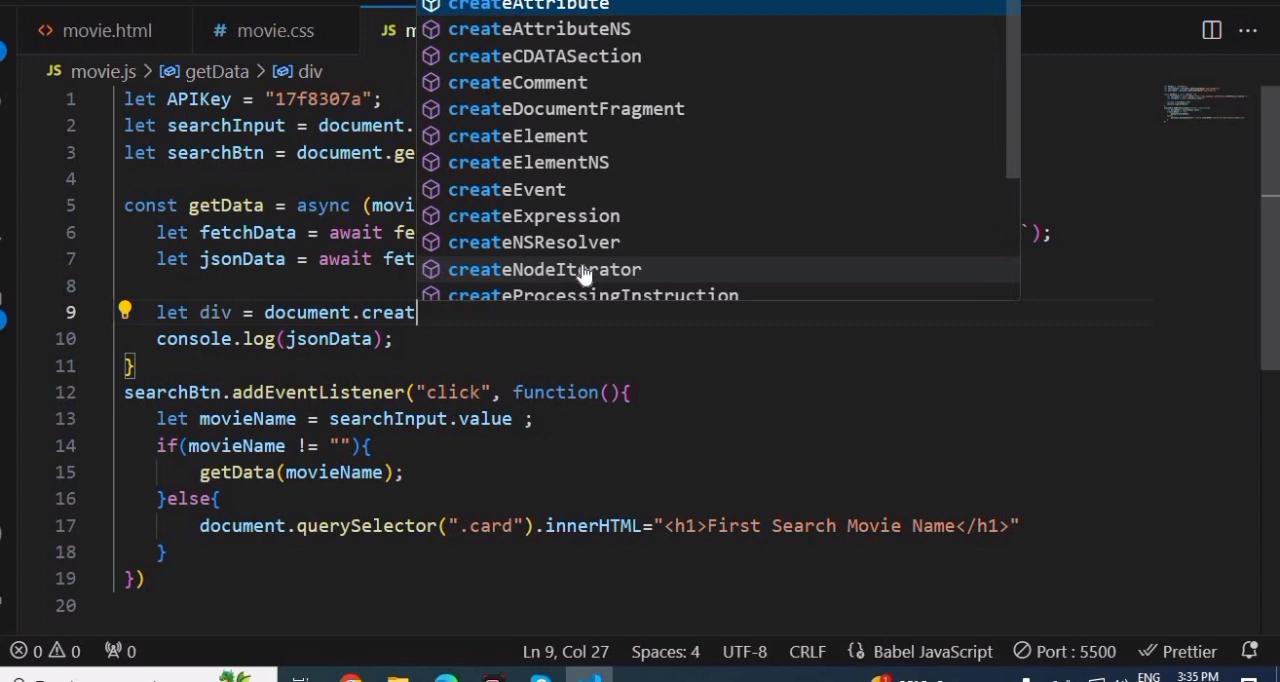 movie.html
# movie.css
JS m
createAttribute
createAttributeNS
createCDATASection
createComment
createDocumentFragment
createElement
createElementNS
createEvent
createExpression
createNSResolver
createNodeIterator
createProcessingInstruction
JS movie.js > getData > div
1 let APIKey = "17f8307a";
2 let searchInput = document.
3 let searchBtn = document.ge
4
5 const getData = async (movi
6 let fetchData = await fe `);
7 let jsonData = await fet
8
9 let div = document.creat
10 console.log(jsonData);
11 }
12 searchBtn.addEventListener("click", function(){
13 let movieName = searchInput.value ;
14 if(movieName != ""){
15 getData(movieName);
16 }else{
17 document.querySelector(".card").innerHTML="<h1>First Search Movie Name</h1>"
18 }
19 })
20
0 0 0 Ln 9, Col 27 Spaces: 4 UTF-8 CRLF Babel JavaScript Port : 5500 Prettier
ENG 3:35 PM